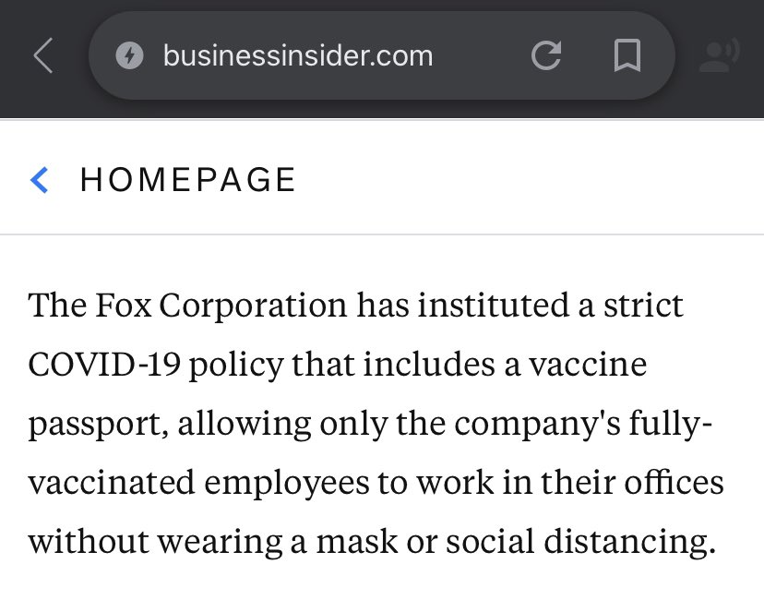 businessinsider.com
HOMEPAGE
The Fox Corporation has instituted a strict
COVID-19 policy that includes a vaccine
passport, allowing only the company's fully-
vaccinated employees to work in their offices
without wearing a mask or social distancing.